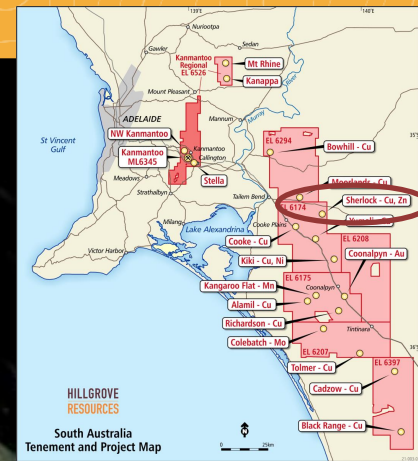 139°E
140°E
Nuriootpa
Gawler
Sedan
Kanmantoo
Regional
EL 6526
Mt Rhine
Kanappa
Mount Pleasant
River
Murray
ADELAIDE
Mannum
35°
EL 6294
NW Kanmantoo
Bowhill - Cu
St Vincent
Gulf
Kanmantoo
ML6345
Kanmantoo
Callington
Stella
Meadows
Strathalbyn
Moorlands - Cu
Tailem Bend
EL 6174
Sherlock - Cu, Zn
Milang
Lake Alexandrina
Cooke Plains
Cooke - Cu
EL 6208
Victor Harbor
Kiki - Cu, Ni
Coonalpyn - Au
EL 6175
Kangaroo Flat - Mn
Coonalpyn
Alamil - Cu
Richardson - Cu
Tintinara
Colebatch - Mo
36°
EL 6207
Tolmer - Cu
EL 6397
Cadzow - Cu
HILLGROVE
RESOURCES
South Australia
Tenement and Project Map
0
25km
Black Range - Cu